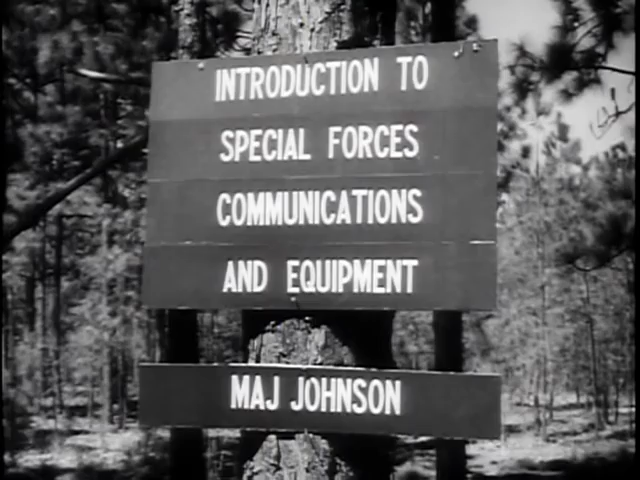 INTRODUCTION TO
SPECIAL FORCES
COMMUNICATIONS
AND EQUIPMENT
MAJ JOHNSON